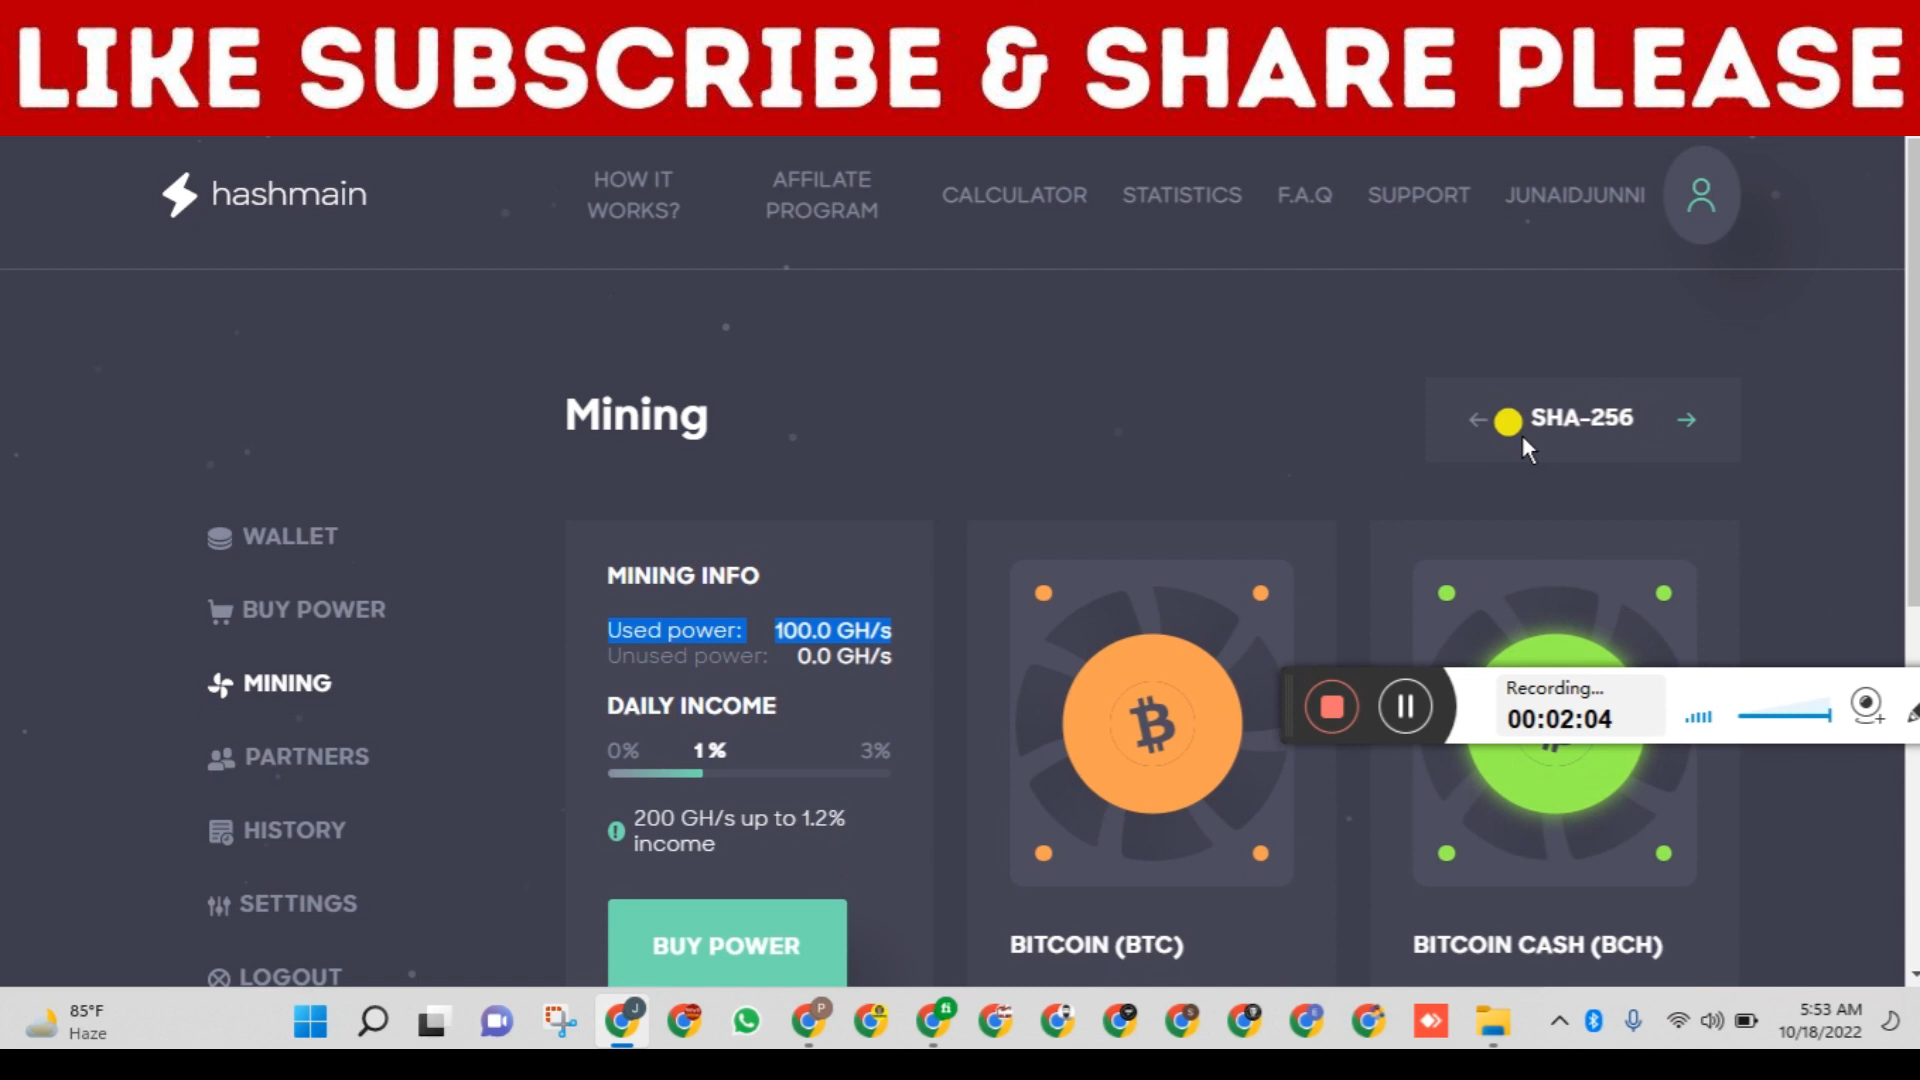 LIKE SUBSCRIBE & SHARE PLEASE
hashmain
HOW IT
WORKS?
AFFILATE
PROGRAM
CALCULATOR
STATISTICS
F.A.Q
SUPPORT
JUNAIDJUNNI
Mining
SHA-256
WALLET
BUY POWER
MINING
PARTNERS
HISTORY
SETTINGS
LOGOUT
MINING INFO
Used power: 100.0 GH/s
Unused power: 0.0 GH/s
DAILY INCOME
0% 1% 3%
200 GH/s up to 1.2%
income
BUY POWER
BITCOIN (BTC)
BITCOIN CASH (BCH)
Recording...
00:02:04
85°F
Haze
5:53 AM
10/18/2022